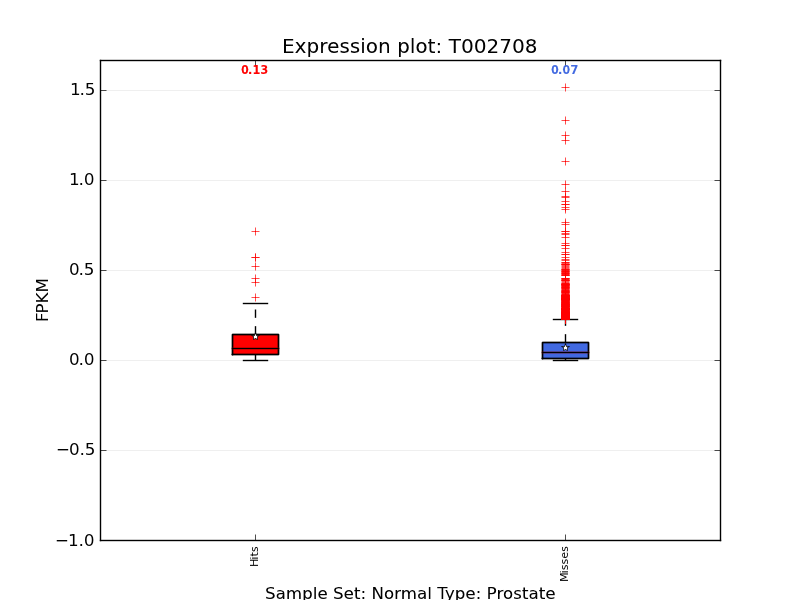 Expression plot: T002708
0.13
0.07
1.5
1.0
0.5
0.0
−0.5
−1.0
FPKM
Hits
Misses
Sample Set: Normal Type: Prostate